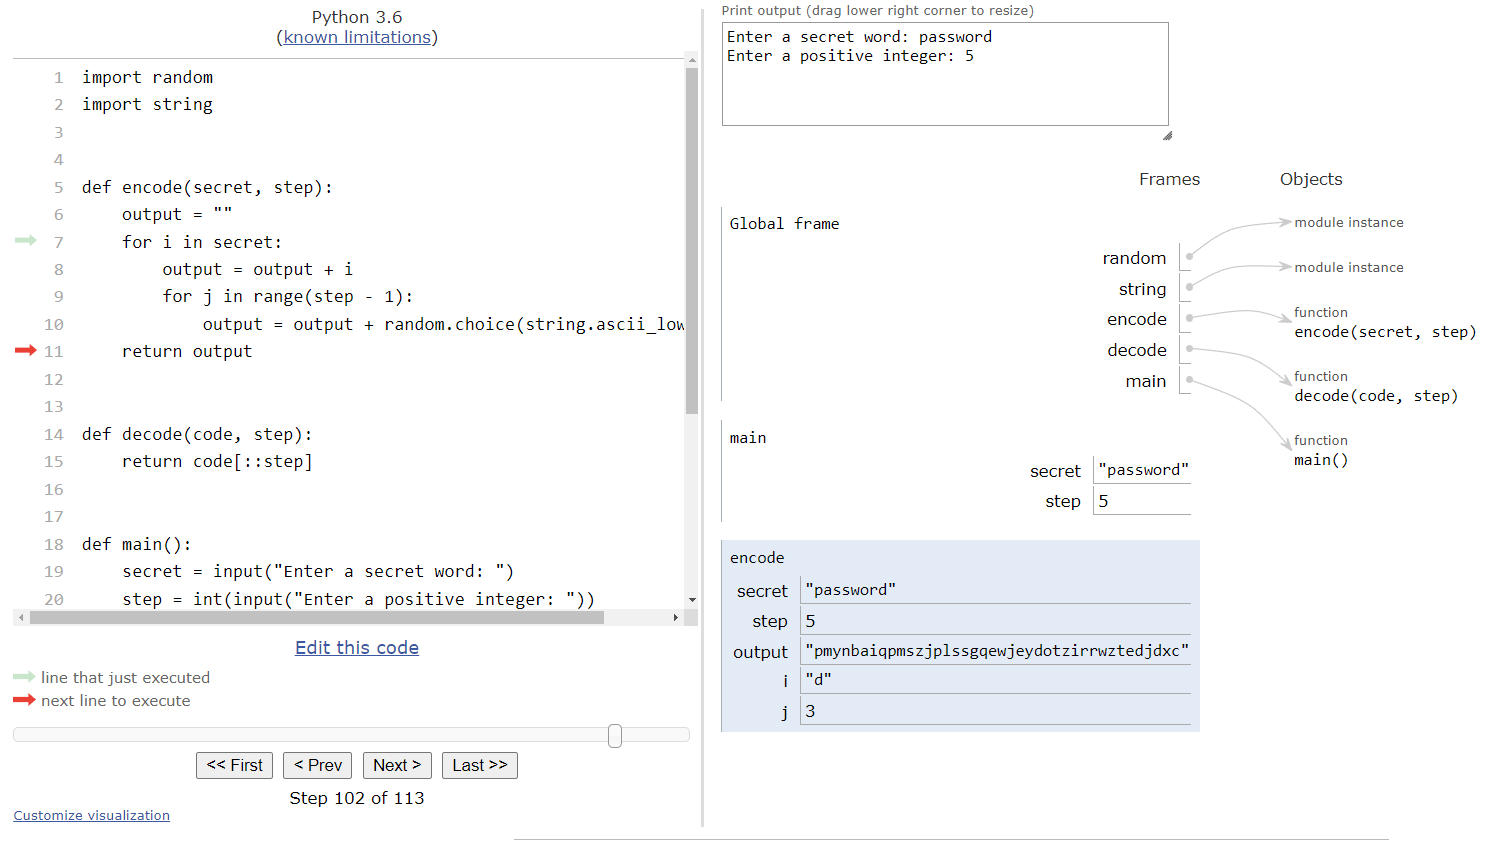 Python 3.6
(known limitations)
1 import random
2 import string
3
4
5 def encode(secret, step):
6     output = ""
7     for i in secret:
8         output = output + i
9         for j in range(step - 1):
10             output = output + random.choice(string.ascii_low
11     return output
12
13
14 def decode(code, step):
15     return code[::step]
16
17
18 def main():
19     secret = input("Enter a secret word: ")
20     step = int(input("Enter a positive integer: "))
Edit this code
line that just executed
next line to execute
<< First < Prev Next > Last >>
Step 102 of 113
Customize visualization
Print output (drag lower right corner to resize)
Enter a secret word: password
Enter a positive integer: 5
Frames Objects
Global frame
random
string
encode
decode
main
module instance
module instance
function
encode(secret, step)
function
decode(code, step)
function
main()
main
secret "password"
step 5
encode
secret "password"
step 5
output "pmynbaiqpmszjplssgqewjeydotzirrwztedjdxc"
i "d"
j 3